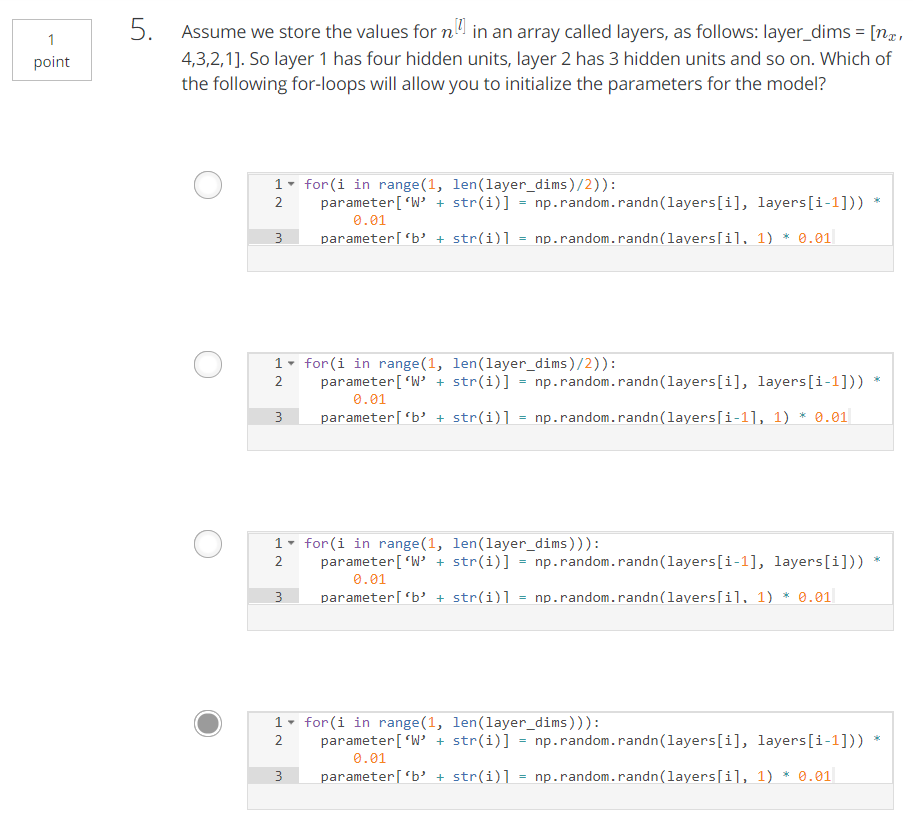 1
point
5.
Assume we store the values for n^[l] in an array called layers, as follows: layer_dims = [n_x,
4,3,2,1]. So layer 1 has four hidden units, layer 2 has 3 hidden units and so on. Which of
the following for-loops will allow you to initialize the parameters for the model?
1 for(i in range(1, len(layer_dims)/2)):
2 parameter[‘W’ + str(i)] = np.random.randn(layers[i], layers[i-1])) *
0.01
3 parameter[‘b’ + str(i)] = np.random.randn(layers[i], 1) * 0.01
1 for(i in range(1, len(layer_dims)/2)):
2 parameter[‘W’ + str(i)] = np.random.randn(layers[i], layers[i-1])) *
0.01
3 parameter[‘b’ + str(i)] = np.random.randn(layers[i-1], 1) * 0.01
1 for(i in range(1, len(layer_dims))):
2 parameter[‘W’ + str(i)] = np.random.randn(layers[i-1], layers[i])) *
0.01
3 parameter[‘b’ + str(i)] = np.random.randn(layers[i], 1) * 0.01
1 for(i in range(1, len(layer_dims))):
2 parameter[‘W’ + str(i)] = np.random.randn(layers[i], layers[i-1])) *
0.01
3 parameter[‘b’ + str(i)] = np.random.randn(layers[i], 1) * 0.01